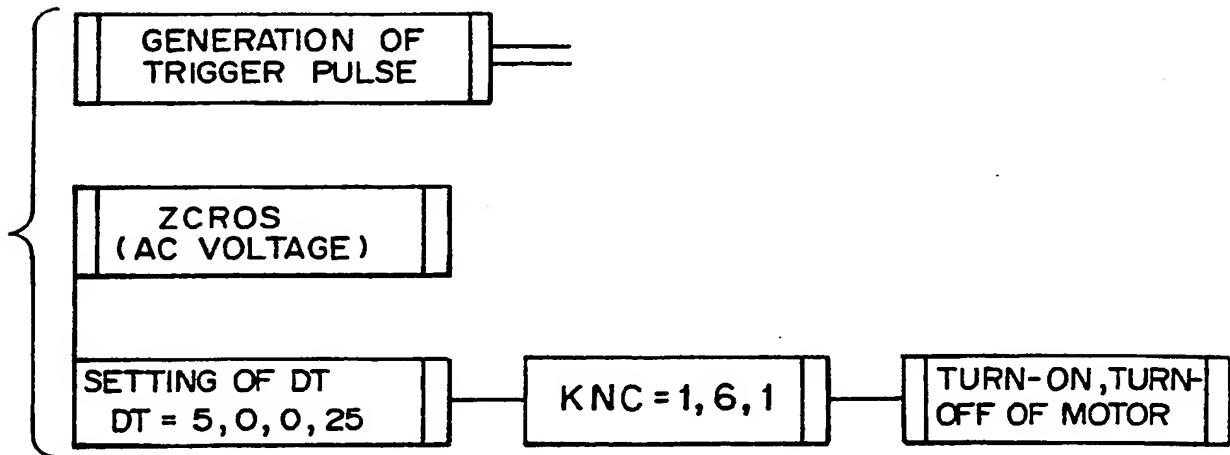 GENERATION OF
TRIGGER PULSE
ZCROS
(AC VOLTAGE)
SETTING OF DT
DT = 5, 0, 0, 25
KNC = 1, 6, 1
TURN-ON, TURN-
OFF OF MOTOR